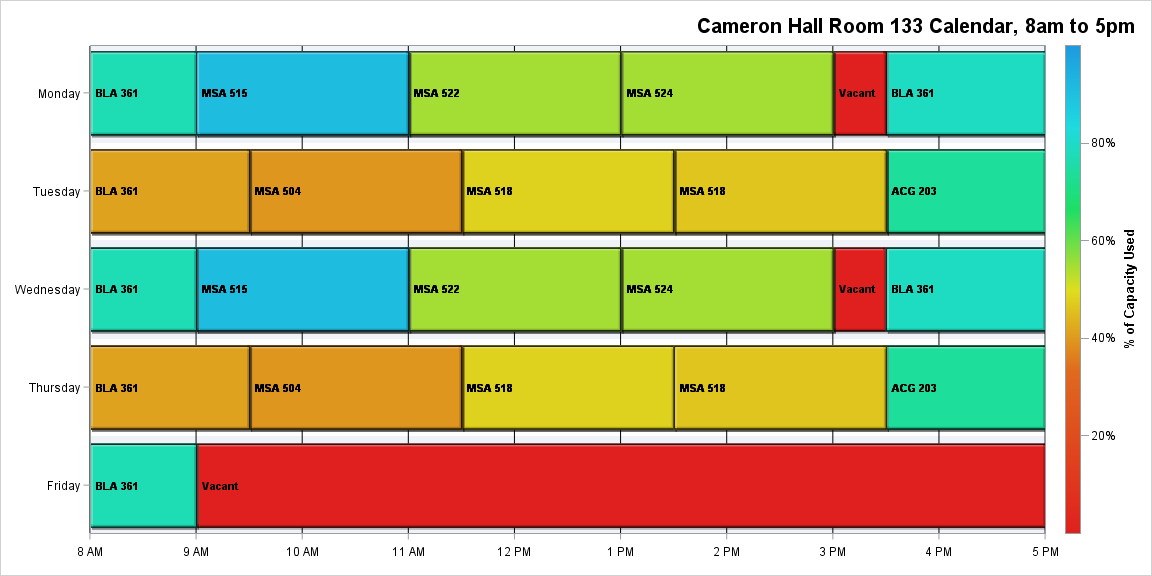 Cameron Hall Room 133 Calendar, 8am to 5pm
Monday
BLA 361
MSA 515
MSA 522
MSA 524
Vacant
BLA 361
Tuesday
BLA 361
MSA 504
MSA 518
MSA 518
ACG 203
Wednesday
BLA 361
MSA 515
MSA 522
MSA 524
Vacant
BLA 361
Thursday
BLA 361
MSA 504
MSA 518
MSA 518
ACG 203
Friday
BLA 361
Vacant
8 AM
9 AM
10 AM
11 AM
12 PM
1 PM
2 PM
3 PM
4 PM
5 PM
80%
60%
40%
20%
% of Capacity Used